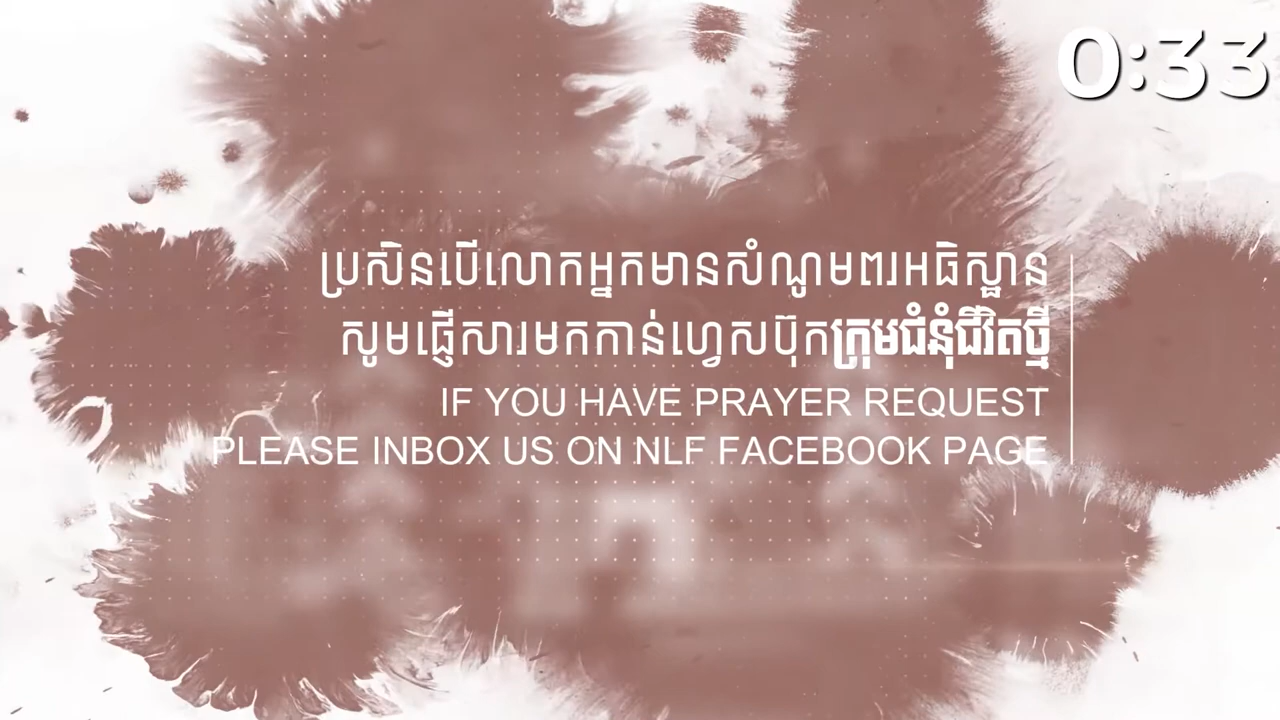 0:33
ប្រសិនបើលោកអ្នកមានសំណូមពរអធិស្ឋាន
សូមផ្ញើសារមកកាន់ហ្វេសប៊ុកក្រុមជំនុំជីវិតថ្មី
IF YOU HAVE PRAYER REQUEST
PLEASE INBOX US ON NLF FACEBOOK PAGE